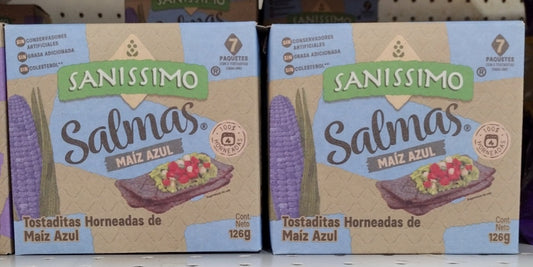 SIN CONSERVADORES
ARTIFICIALES
SIN GRASA ADICIONADA
SIN COLESTEROL**
7
PAQUETES
SANISSIMO®
Salmas®
MAÍZ AZUL
100%
HORNEADAS
Tostaditas Horneadas de
Maíz Azul
Cont.
Neto
126g
SIN CONSERVADORES
ARTIFICIALES
SIN GRASA ADICIONADA
SIN COLESTEROL**
7
PAQUETES
SANISSIMO®
Salmas®
MAÍZ AZUL
100%
HORNEADAS
Tostaditas Horneadas de
Maíz Azul
Cont.
Neto
126g